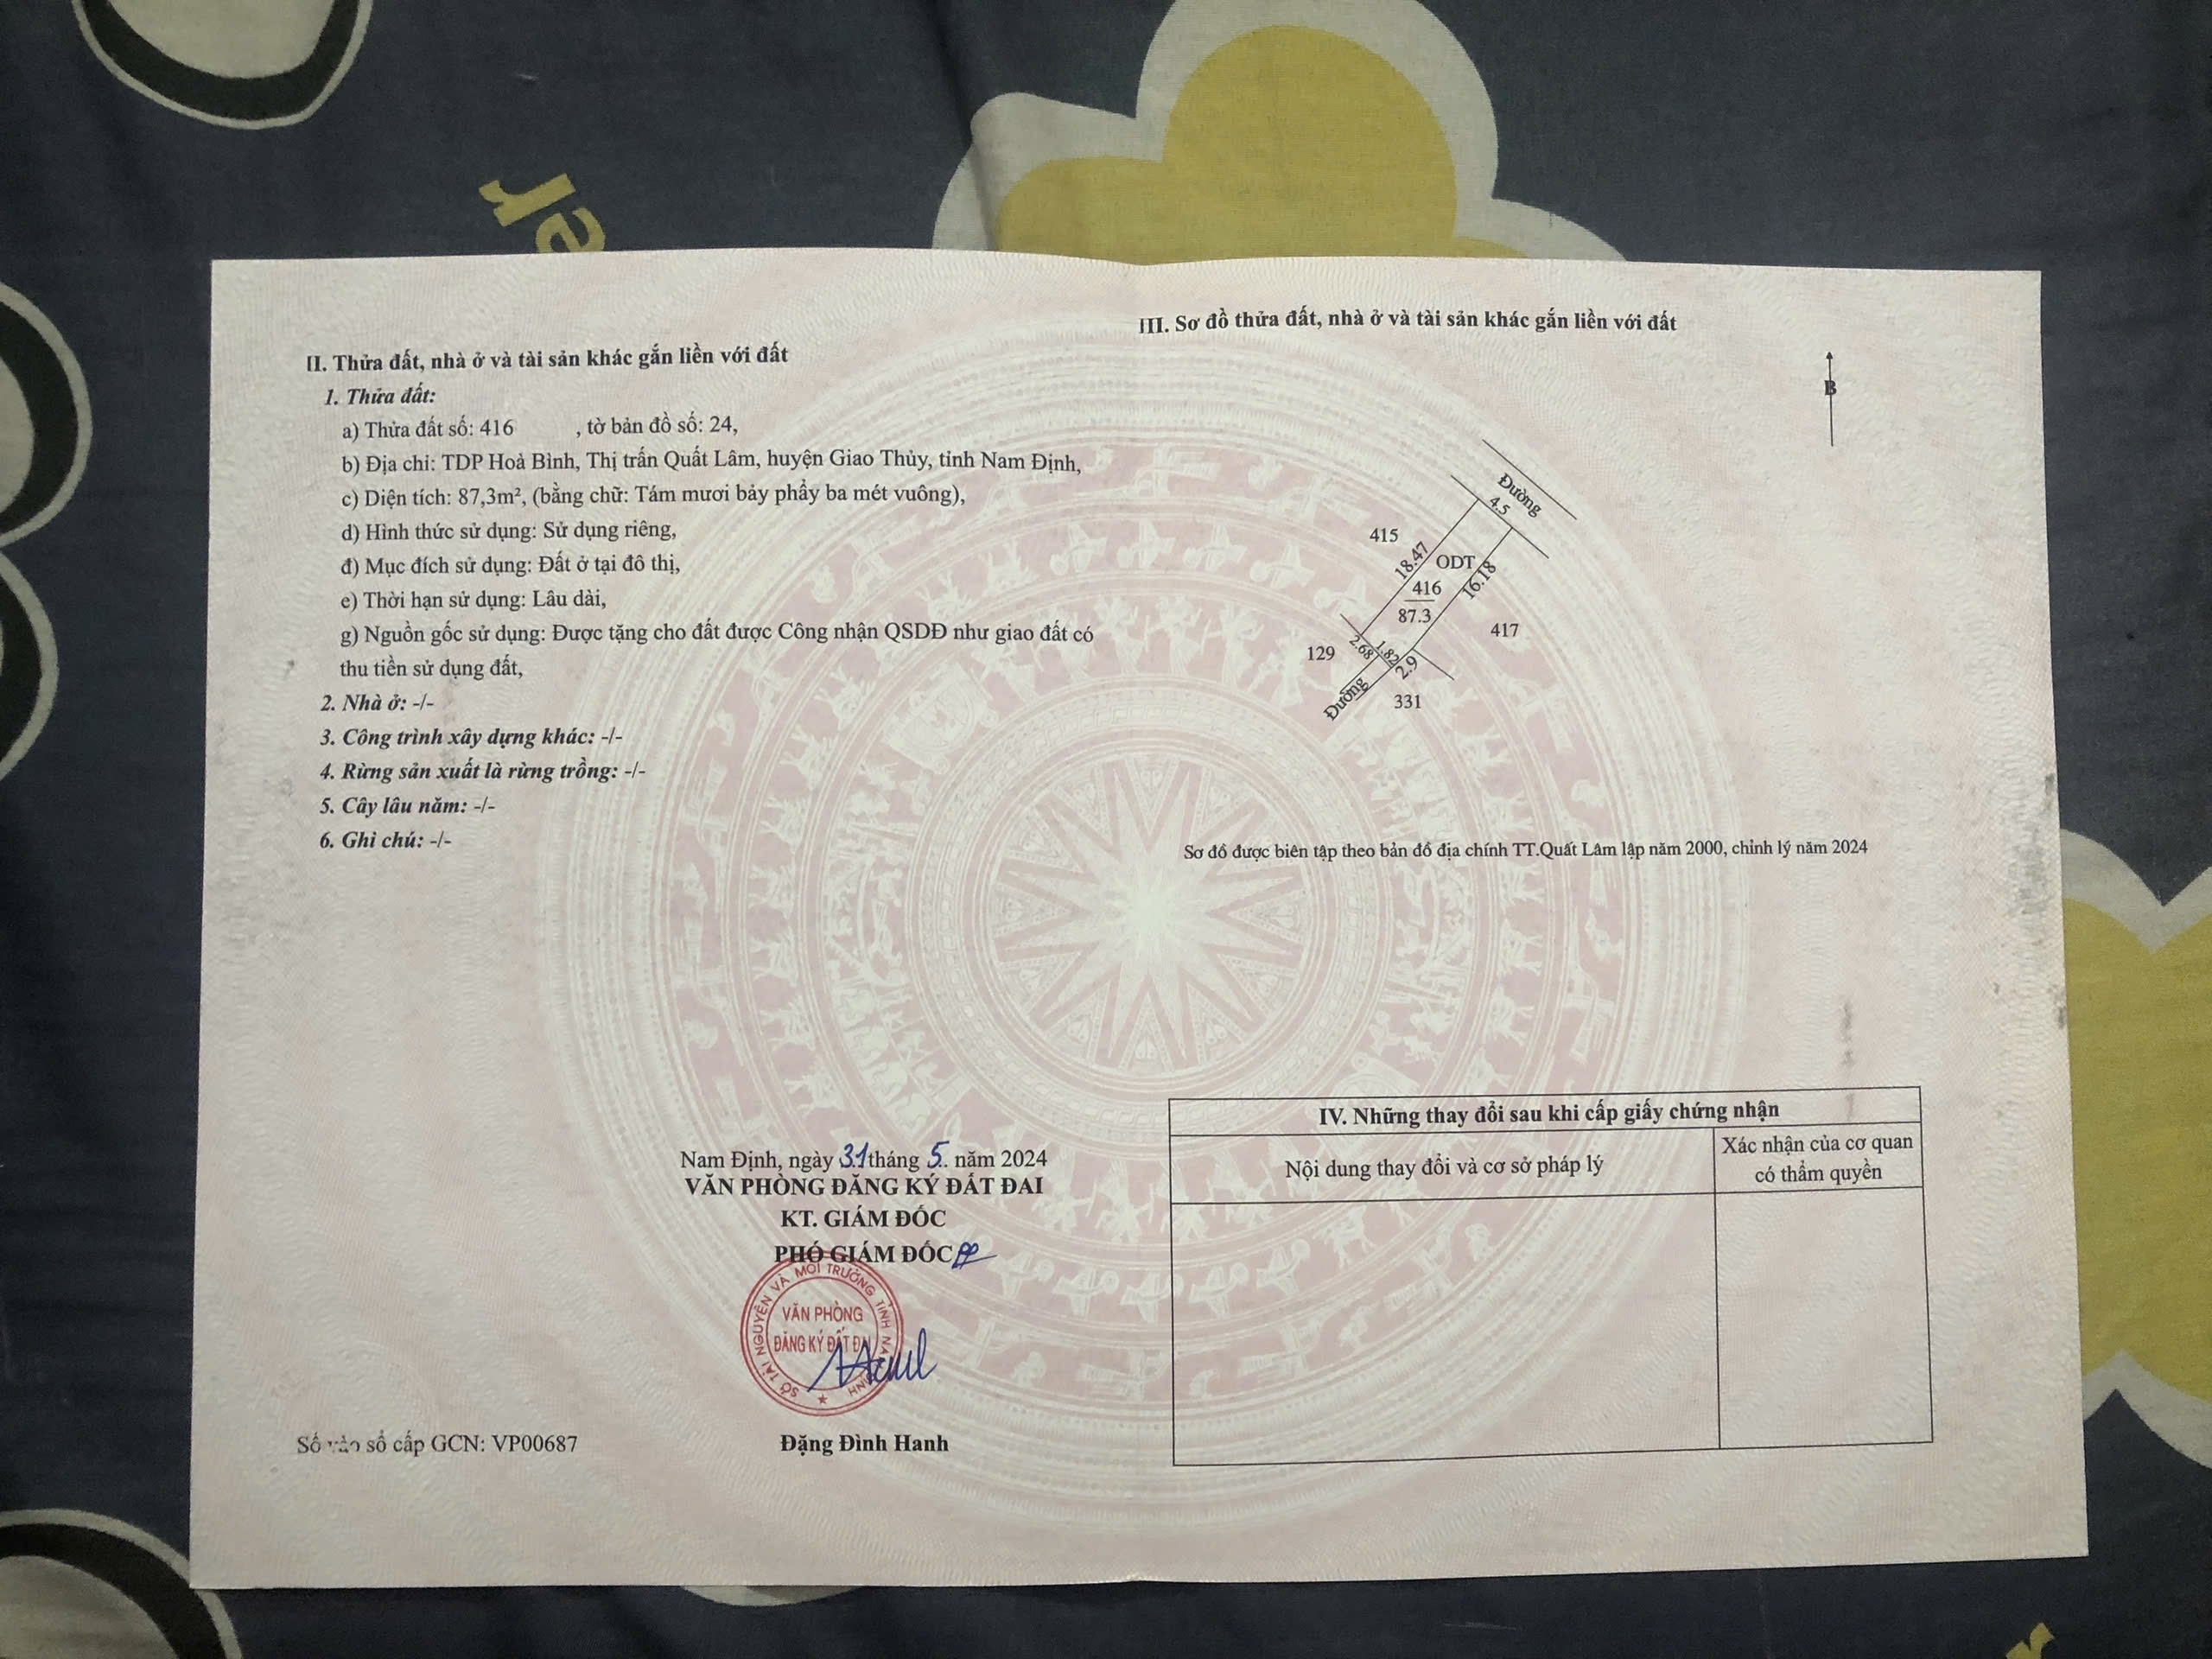 II. Thửa đất, nhà ở và tài sản khác gắn liền với đất
1. Thửa đất:
a) Thửa đất số: 416 , tờ bản đồ số: 24,
b) Địa chỉ: TDP Hoà Bình, Thị trấn Quất Lâm, huyện Giao Thủy, tỉnh Nam Định,
c) Diện tích: 87,3m², (bằng chữ: Tám mươi bảy phẩy ba mét vuông),
d) Hình thức sử dụng: Sử dụng riêng,
đ) Mục đích sử dụng: Đất ở tại đô thị,
e) Thời hạn sử dụng: Lâu dài,
g) Nguồn gốc sử dụng: Được tặng cho đất được Công nhận QSDĐ như giao đất có
thu tiền sử dụng đất,
2. Nhà ở: -/-
3. Công trình xây dựng khác: -/-
4. Rừng sản xuất là rừng trồng: -/-
5. Cây lâu năm: -/-
6. Ghi chú: -/-
Nam Định, ngày 31 tháng 5. năm 2024
VĂN PHÒNG ĐĂNG KÝ ĐẤT ĐAI
KT. GIÁM ĐỐC
PHÓ GIÁM ĐỐC
SỞ TÀI NGUYÊN VÀ MÔI TRƯỜNG TỈNH
VĂN PHÒNG
ĐĂNG KÝ ĐẤT
Đặng Đình Hanh
Số vào sổ cấp GCN: VP00687
III. Sơ đồ thửa đất, nhà ở và tài sản khác gắn liền với đất
B
Đường
4.5
415
18.47
ODT
16.18
416
87.3
417
129
2.68
1.82
2.9
Đường
331
Sơ đồ được biên tập theo bản đồ địa chính TT.Quất Lâm lập năm 2000, chỉnh lý năm 2024
IV. Những thay đổi sau khi cấp giấy chứng nhận
Nội dung thay đổi và cơ sở pháp lý
Xác nhận của cơ quan
có thẩm quyền